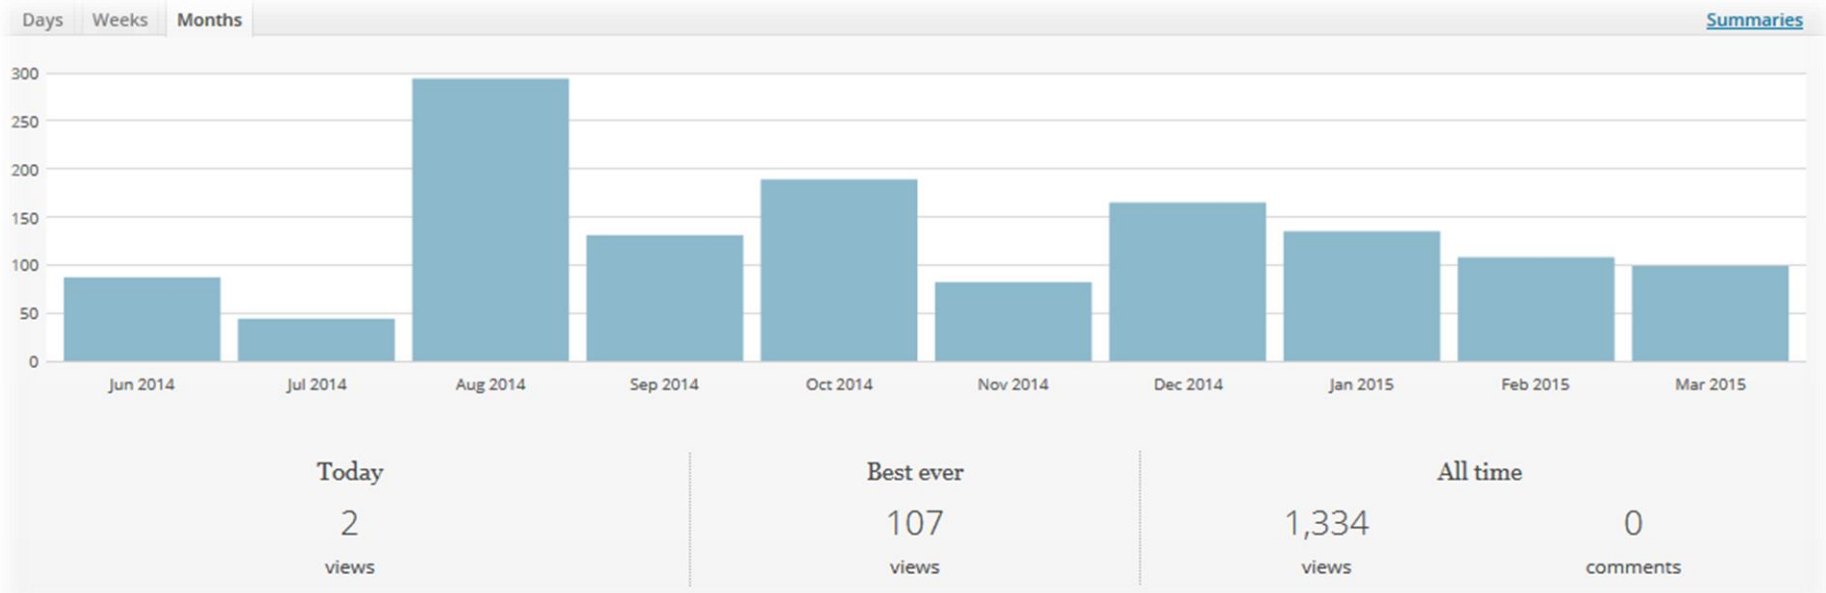 Days Weeks Months Summaries
300
250
200
150
100
50
0
Jun 2014 Jul 2014 Aug 2014 Sep 2014 Oct 2014 Nov 2014 Dec 2014 Jan 2015 Feb 2015 Mar 2015
Today Best ever All time
2 107 1,334 0
views views views comments